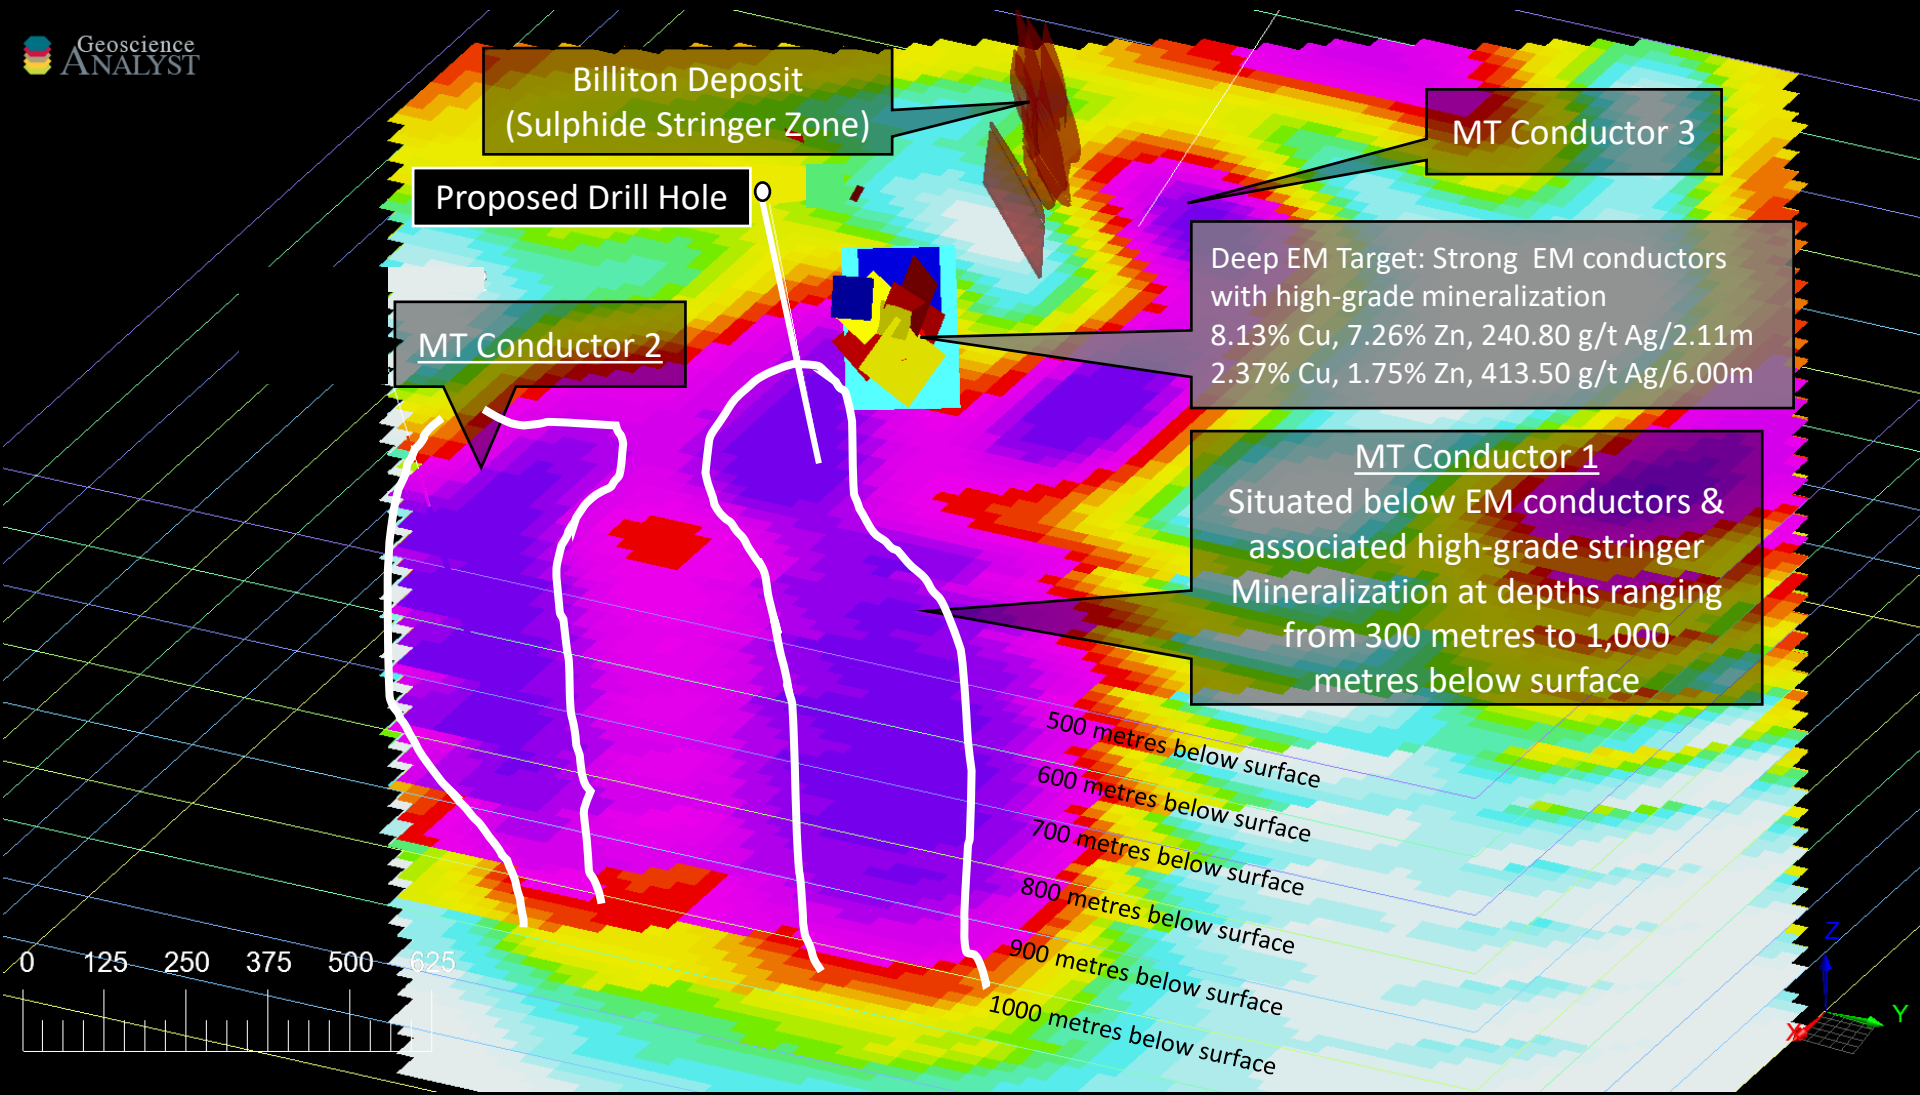 Geoscience
ANALYST
Billiton Deposit
(Sulphide Stringer Zone)
MT Conductor 3
Proposed Drill Hole
Deep EM Target: Strong EM conductors
with high-grade mineralization
8.13% Cu, 7.26% Zn, 240.80 g/t Ag/2.11m
2.37% Cu, 1.75% Zn, 413.50 g/t Ag/6.00m
MT Conductor 2
MT Conductor 1
Situated below EM conductors &
associated high-grade stringer
Mineralization at depths ranging
from 300 metres to 1,000
metres below surface
500 metres below surface
600 metres below surface
700 metres below surface
800 metres below surface
900 metres below surface
1000 metres below surface
0 125 250 375 500 625
Z
Y
X